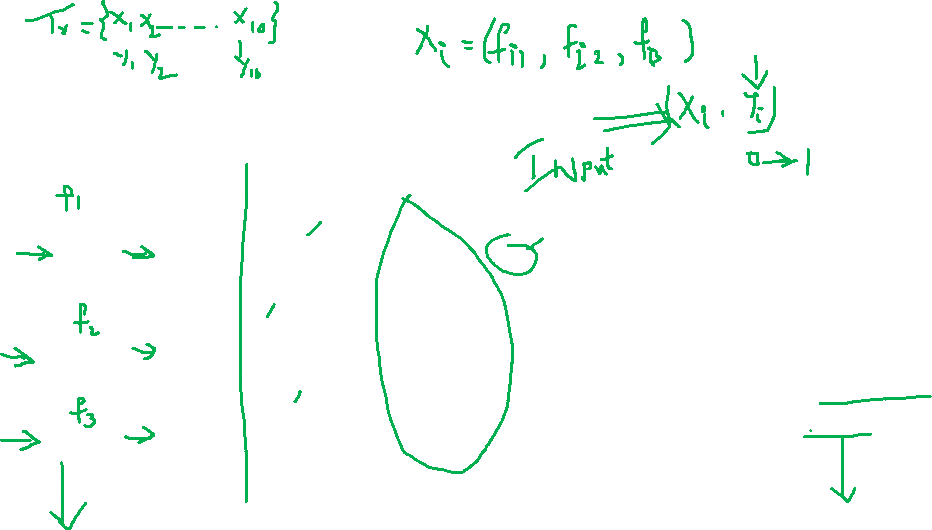 Tx = {x1 x2 ------ x10}
y1 y2 y10
xi = (fi1, fi2, fi3)
(xi, yi)
0 → 1
Input
f1
σ
f2
f3